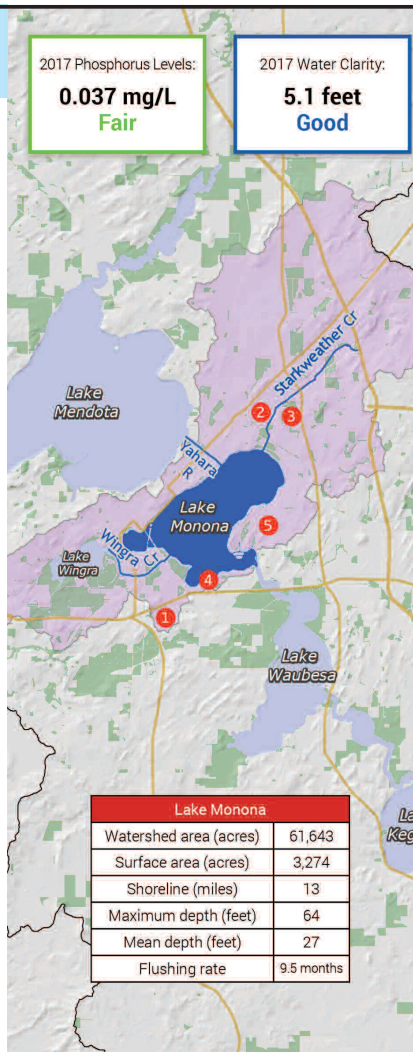 2017 Phosphorus Levels:
0.037 mg/L
Fair
2017 Water Clarity:
5.1 feet
Good
Starkweather Cr
Lake
Mendota
2
3
Yahara
R
Lake
Monona
5
Wingra Cr
Lake
Wingra
4
1
Lake
Waubesa
La
Keg
Lake Monona
Watershed area (acres) 61,643
Surface area (acres) 3,274
Shoreline (miles) 13
Maximum depth (feet) 64
Mean depth (feet) 27
Flushing rate 9.5 months